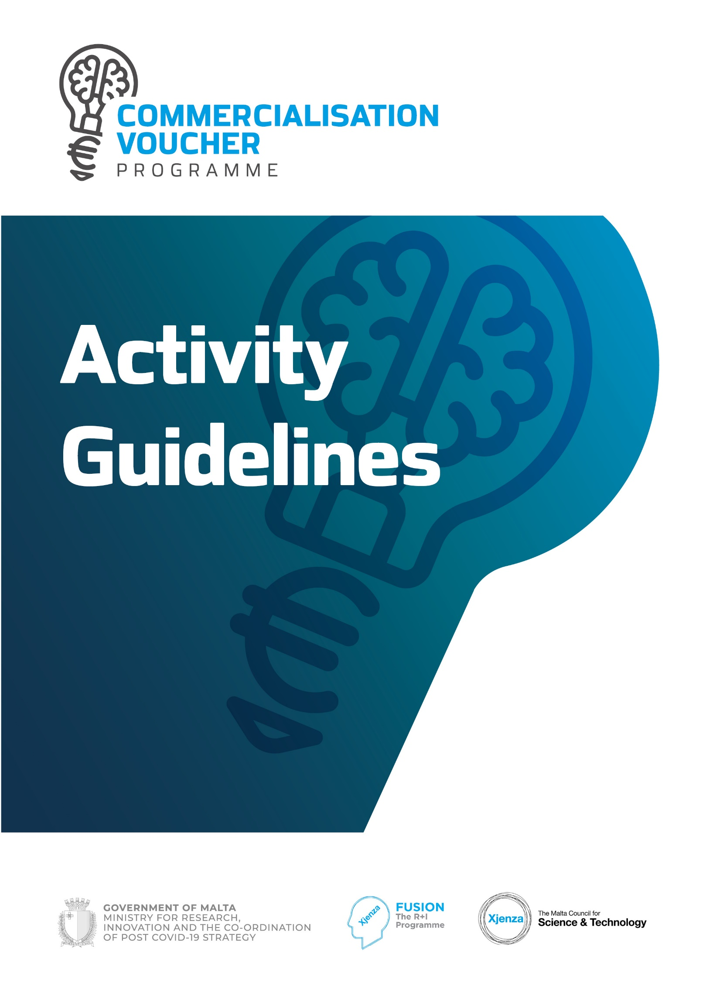 COMMERCIALISATION
VOUCHER
PROGRAMME
Activity
Guidelines
GOVERNMENT OF MALTA
MINISTRY FOR RESEARCH,
INNOVATION AND THE CO-ORDINATION
OF POST COVID-19 STRATEGY
Xjenza
FUSION
The R+I
Programme
Xjenza
The Malta Council for
Science & Technology